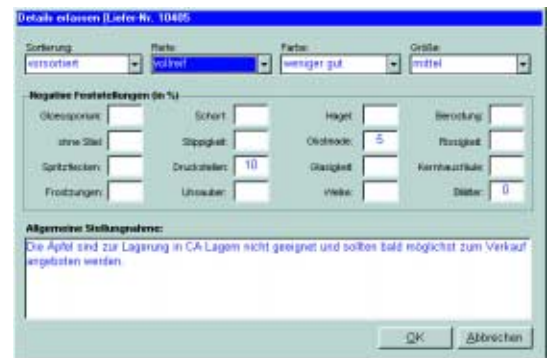 Details erfassen (Liefer-Nr. 10485
Sortierung: Reife: Farbe: Größe:
vorsortiert vollreif weniger gut mittel
Negative Feststellungen (in %)
Gloeosporium: Schorf: Hagel: Berostung:
ohne Stiel: Stippigkeit: Obstmade: 5 Rissigkeit:
Spritzflecken: Druckstellen: 10 Glasigkeit: Kernhausfäule:
Frostzungen: Unsauber: Welke: Blätter: 0
Allgemeine Stellungnahme:
Die Äpfel sind zur Lagerung in CA-Lagern nicht geeignet und sollten bald möglichst zum Verkauf
angeboten werden.
OK Abbrechen